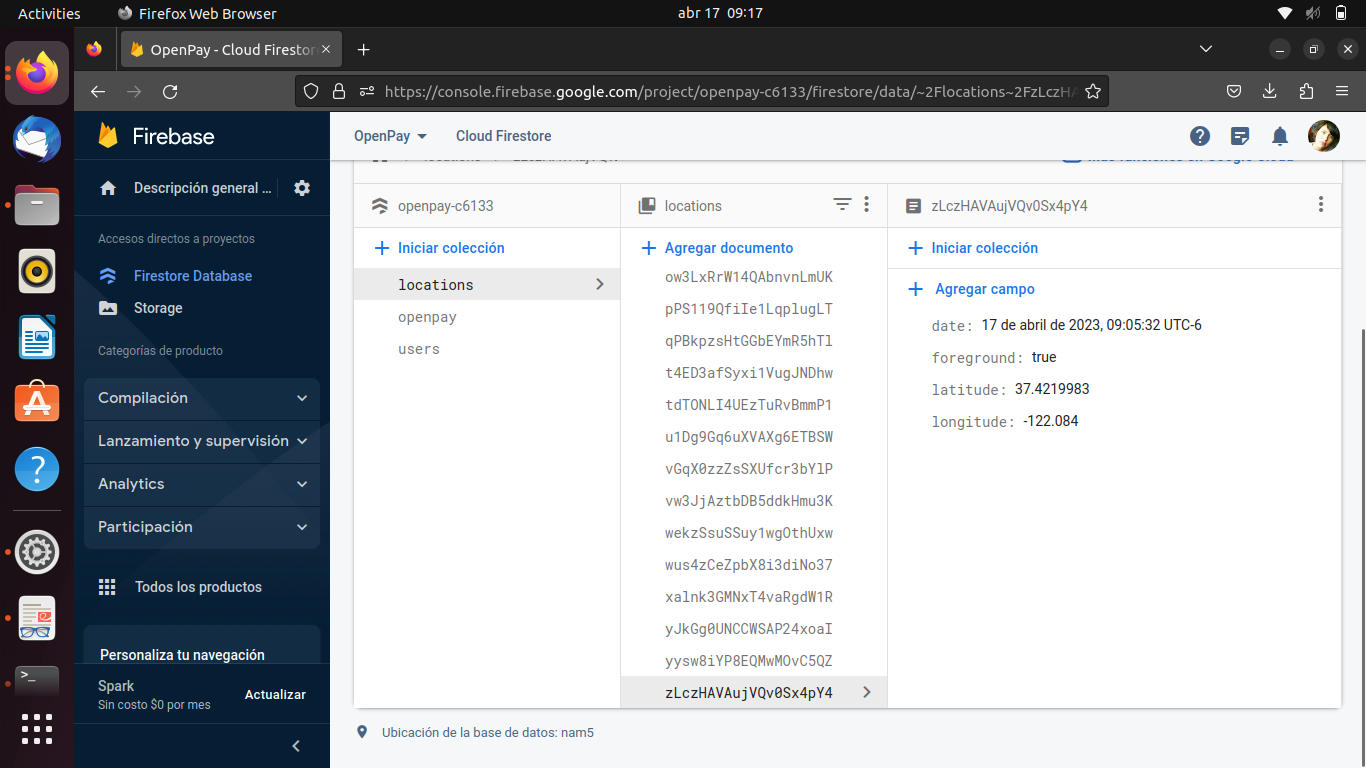 Activities
Firefox Web Browser
abr 17 09:17
OpenPay - Cloud Firestor
https://console.firebase.google.com/project/openpay-c6133/firestore/data/~2Flocations~2FzLczHA
Firebase
Descripción general ...
Accesos directos a proyectos
Firestore Database
Storage
Categorías de producto
Compilación
Lanzamiento y supervisión
Analytics
Participación
Todos los productos
Personaliza tu navegación
Spark
Sin costo $0 por mes
Actualizar
OpenPay
Cloud Firestore
openpay-c6133
Iniciar colección
locations
openpay
users
locations
Agregar documento
ow3LxRrW14QAbnvnLmUK
pPS119QfiIe1LqplugLT
qPBkpzsHtGGbEYmR5hTl
t4ED3afSyxi1VugJNDhw
tdTONLI4UEzTuRvBmmP1
u1Dg9Gq6uXVAXg6ETBSW
vGqX0zzZsSXUfcr3bYlP
vw3JjAztbDB5ddkHmu3K
wekzSsuSSuy1wgOthUxw
wus4zCeZpbX8i3diNo37
xalnk3GMNxT4vaRgdW1R
yJkGg0UNCCWSAP24xoaI
yysw8iYP8EQMwMOvC5QZ
zLczHAVAujVQv0Sx4pY4
zLczHAVAujVQv0Sx4pY4
Iniciar colección
Agregar campo
date: 17 de abril de 2023, 09:05:32 UTC-6
foreground: true
latitude: 37.4219983
longitude: -122.084
Ubicación de la base de datos: nam5